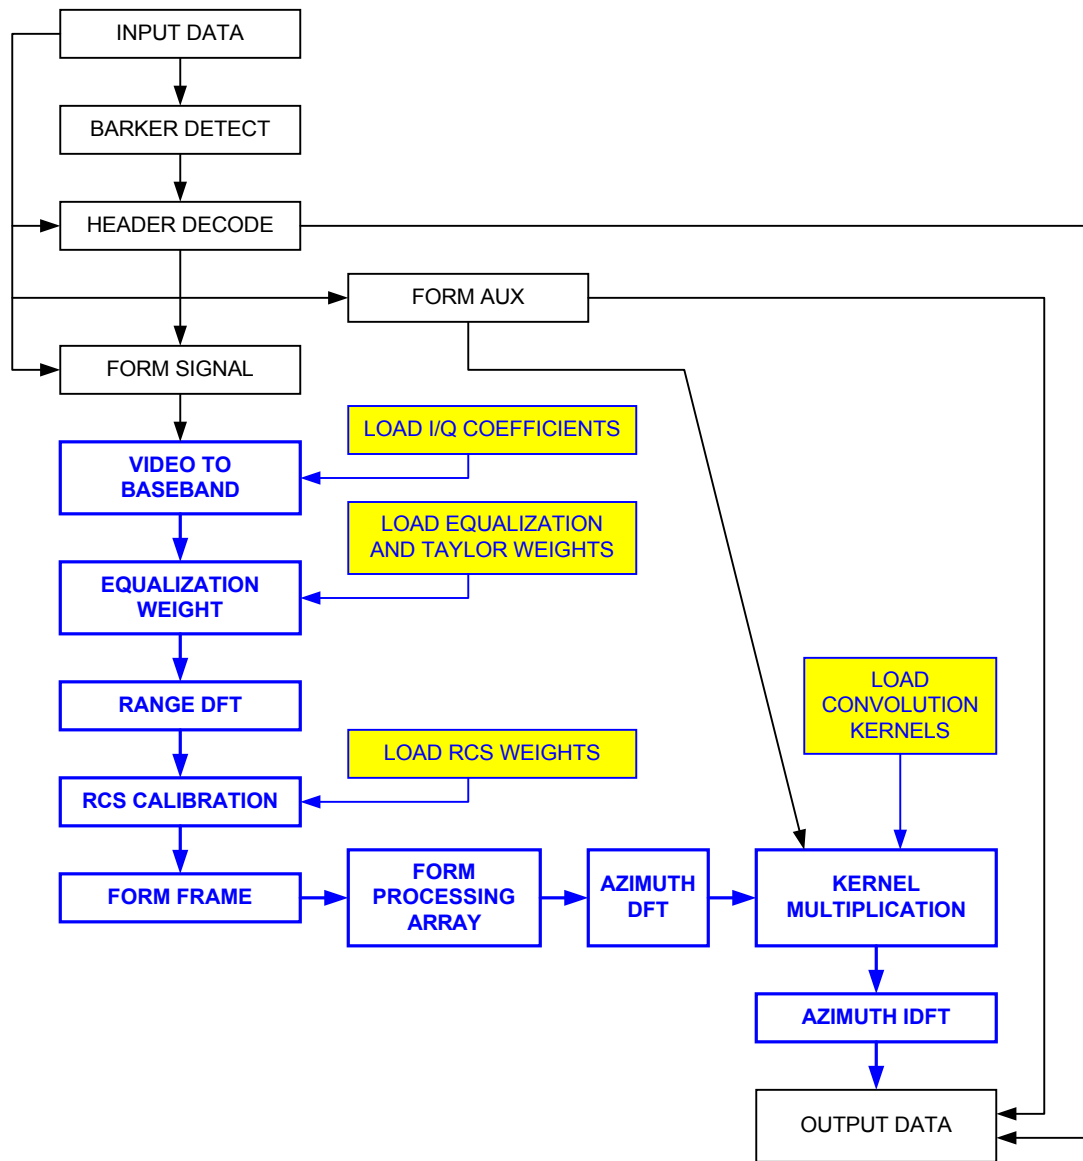 INPUT DATA
BARKER DETECT
HEADER DECODE
FORM AUX
FORM SIGNAL
LOAD I/Q COEFFICIENTS
VIDEO TO
BASEBAND
LOAD EQUALIZATION
AND TAYLOR WEIGHTS
EQUALIZATION
WEIGHT
RANGE DFT
LOAD
CONVOLUTION
KERNELS
LOAD RCS WEIGHTS
RCS CALIBRATION
FORM FRAME
FORM
PROCESSING
ARRAY
AZIMUTH
DFT
KERNEL
MULTIPLICATION
AZIMUTH IDFT
OUTPUT DATA